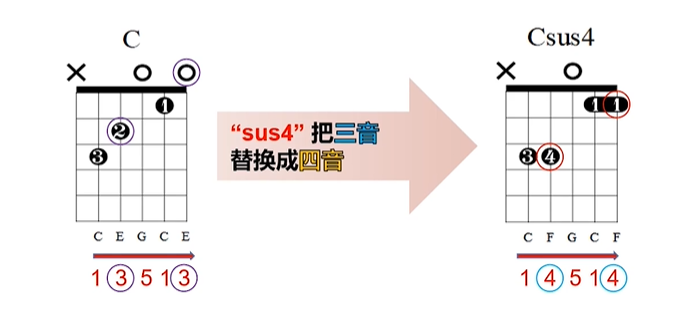 C
Csus4
× ○ ○
× ○
1
1 1
2
3
3 4
“sus4” 把三音
替换成四音
C E G C E
C F G C F
1 3 5 1 3
1 4 5 1 4